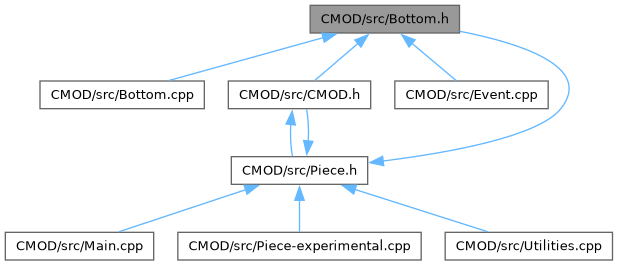 CMOD/src/Bottom.h
CMOD/src/Bottom.cpp
CMOD/src/CMOD.h
CMOD/src/Event.cpp
CMOD/src/Piece.h
CMOD/src/Main.cpp
CMOD/src/Piece-experimental.cpp
CMOD/src/Utilities.cpp